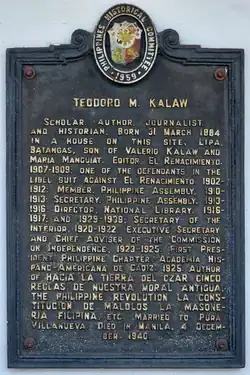 PHILIPPINES HISTORICAL COMMITTEE
1959
TEODORO M. KALAW
SCHOLAR, AUTHOR, JOURNALIST
AND HISTORIAN. BORN 31 MARCH 1884
IN A HOUSE ON THIS SITE, LIPA,
BATANGAS, SON OF VALERIO KALAW AND
MARIA MANGUIAT. EDITOR, EL RENACIMIENTO,
1907-1909; ONE OF THE DEFENDANTS IN THE
LIBEL SUIT AGAINST EL RENACIMIENTO, 1902-
1912; MEMBER, PHILIPPINE ASSEMBLY, 1910-
1913; SECRETARY, PHILIPPINE ASSEMBLY, 1913-
1916; DIRECTOR, NATIONAL LIBRARY, 1916-
1917; AND 1929-1939; SECRETARY OF THE
INTERIOR, 1920-1922; EXECUTIVE SECRETARY
AND CHIEF ADVISER OF THE COMMISSION
ON INDEPENDENCE, 1922-1925; FIRST PRES-
IDENT, PHILIPPINE CHAPTER, ACADEMIA HIS-
PANO-AMERICANA DE CADIZ, 1925; AUTHOR
OF HACIA LA TIERRA DEL CZAR, CINCO
REGLAS DE NUESTRA MORAL ANTIGUA,
THE PHILIPPINE REVOLUTION, LA CONS-
TITUCION DE MALOLOS, LA MASONE-
RIA FILIPINA, ETC. MARRIED TO PURA
VILLANUEVA. DIED IN MANILA, 4 DECEM-
BER 1940.